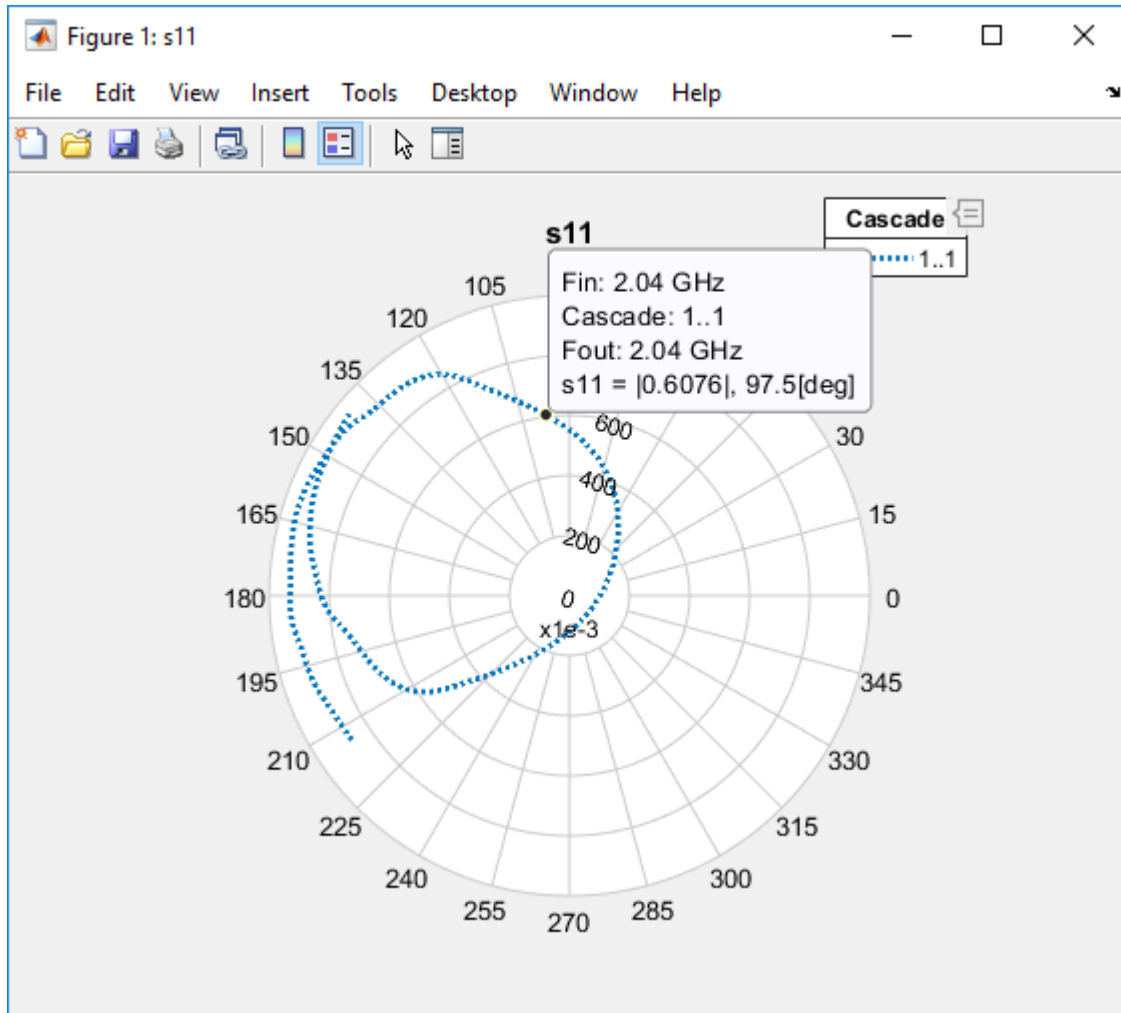 Figure 1: s11
File Edit View Insert Tools Desktop Window Help
s11
Cascade
1..1
Fin: 2.04 GHz
Cascade: 1..1
Fout: 2.04 GHz
s11 = |0.6076|, 97.5[deg]
105
120
135
150
165
180
195
210
225
240
255
270
285
300
315
330
345
0
15
30
600
400
200
0
x1e-3